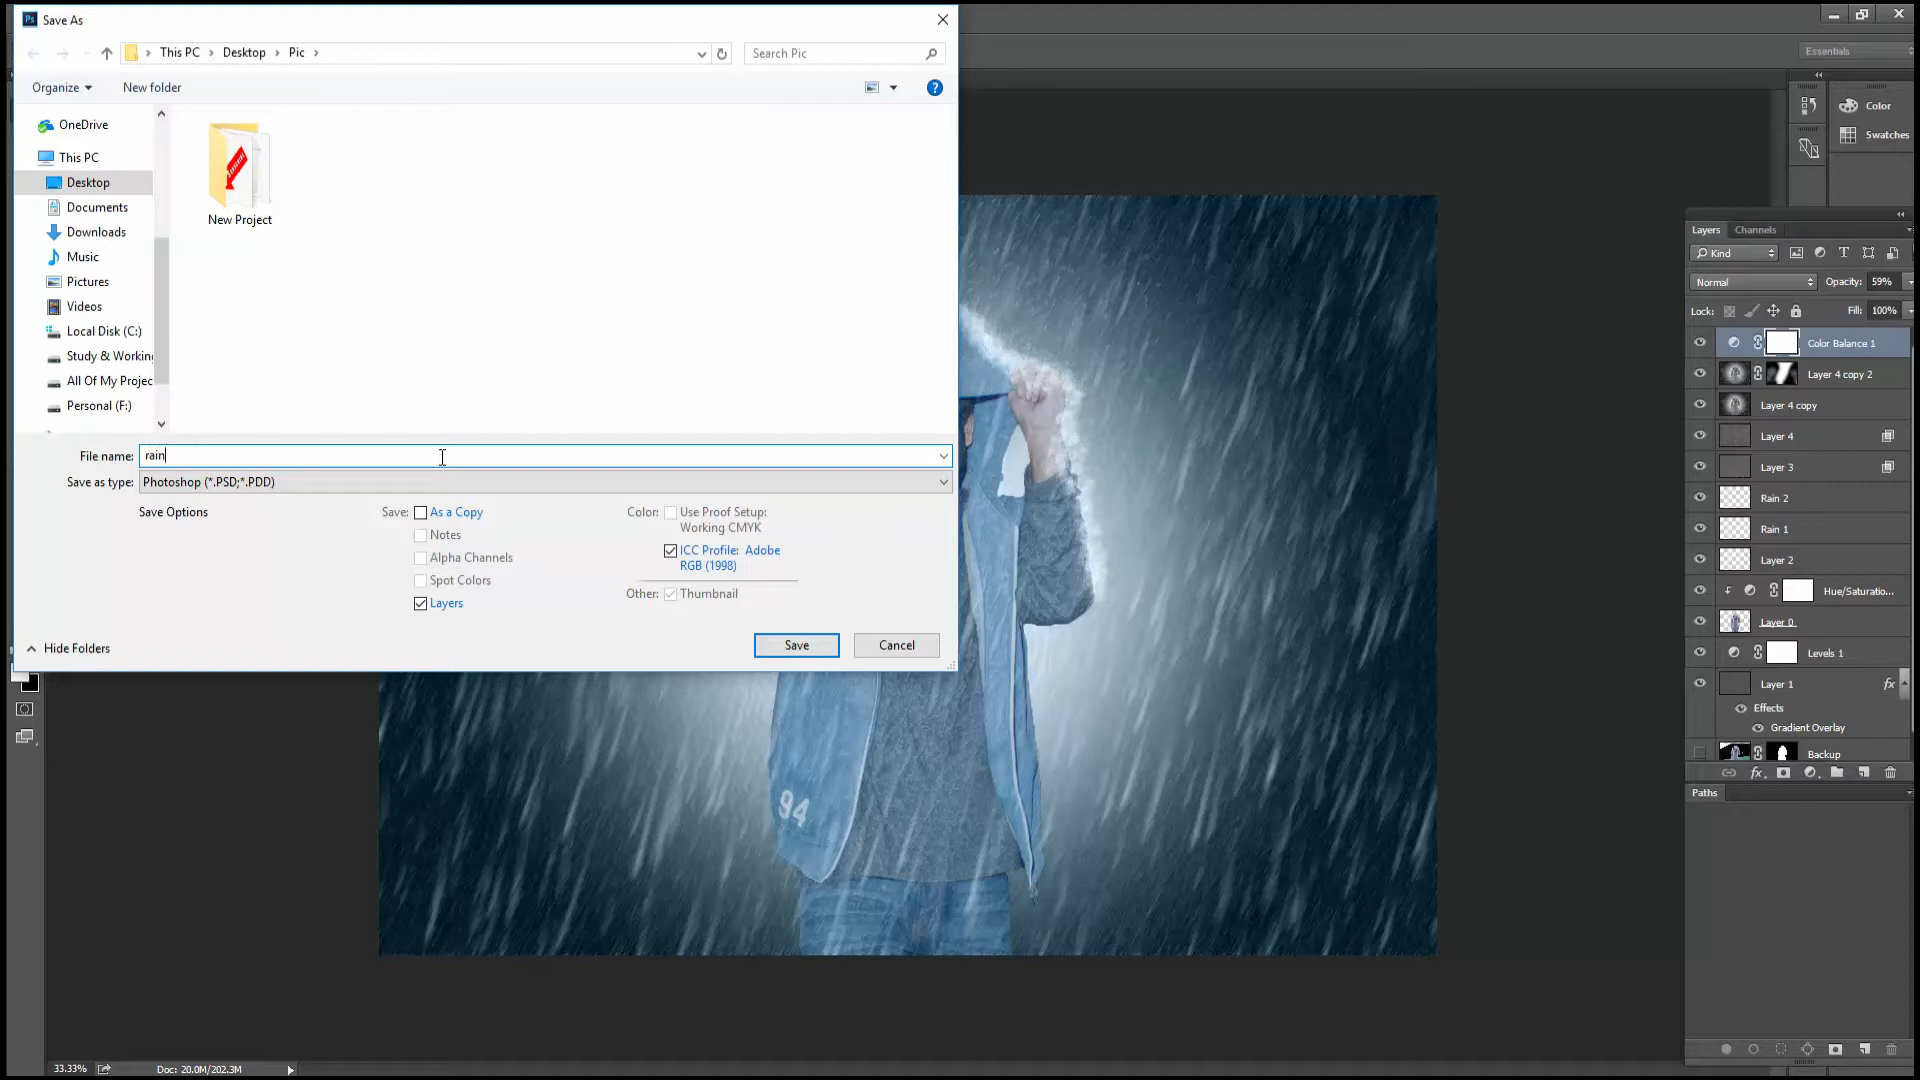 Ps Save As
This PC Desktop Pic
Search Pic
Essentials
Organize New folder
Color
Swatches
OneDrive
This PC
Desktop
Documents
Downloads
Music
Pictures
Videos
Local Disk (C:)
Study & Working
All Of My Projec
Personal (F:)
New Project
File name: rain
Save as type: Photoshop (*.PSD;*.PDD)
Save Options
Save: As a Copy
Notes
Alpha Channels
Spot Colors
Layers
Color: Use Proof Setup:
Working CMYK
ICC Profile: Adobe
RGB (1998)
Other: Thumbnail
Hide Folders
Save Cancel
Layers Channels
Kind
Normal Opacity: 59%
Lock: Fill: 100%
Color Balance 1
Layer 4 copy 2
Layer 4 copy
Layer 4
Layer 3
Rain 2
Rain 1
Layer 2
Hue/Saturatio...
Layer 0
Levels 1
Layer 1 fx
Effects
Gradient Overlay
Backup
fx
Paths
94
33.33% Doc: 20.0M/202.3M